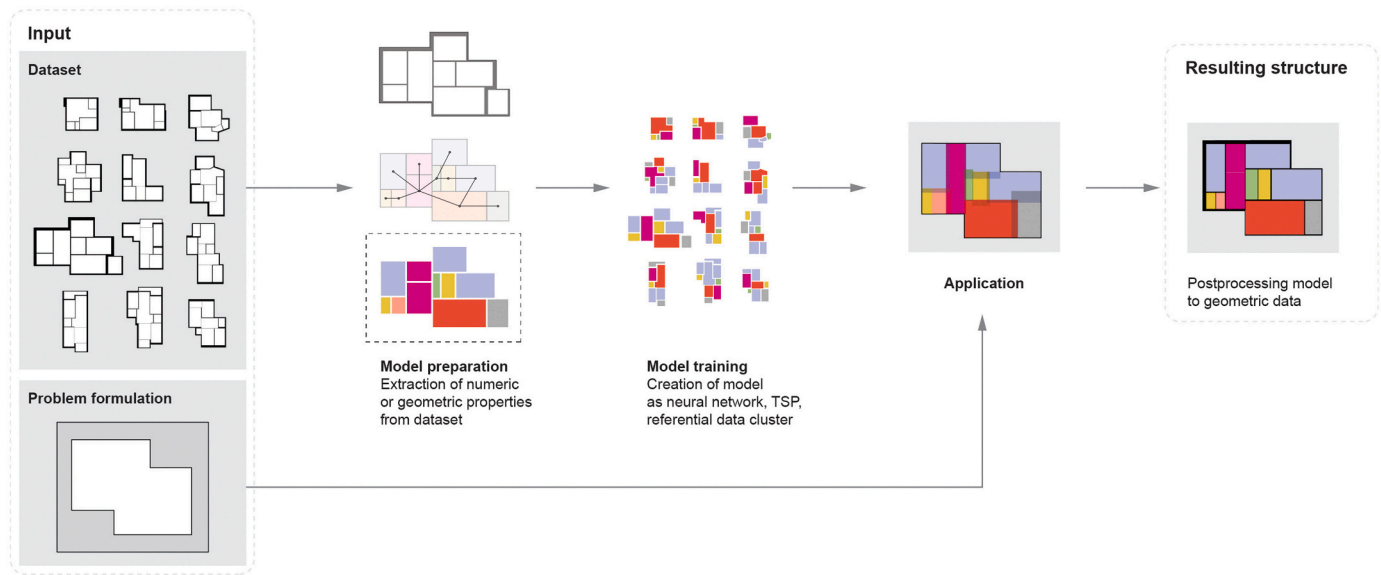 Input
Dataset
Problem formulation
Model preparation
Extraction of numeric
or geometric properties
from dataset
Model training
Creation of model
as neural network, TSP,
referential data cluster
Application
Resulting structure
Postprocessing model
to geometric data